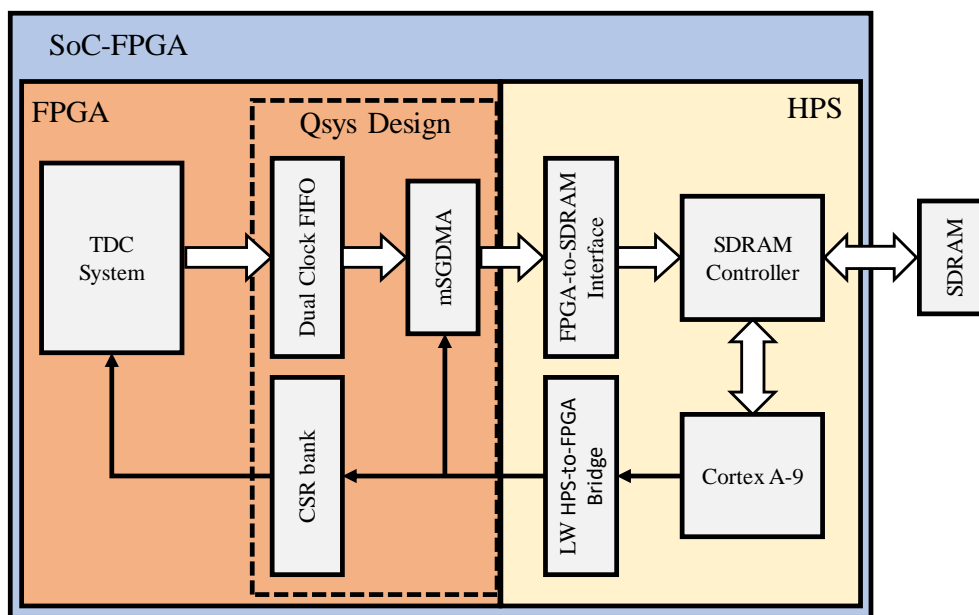 SoC-FPGA
FPGA
Qsys Design
HPS
TDC
System
Dual Clock FIFO
mSGDMA
FPGA-to-SDRAM
Interface
SDRAM
Controller
SDRAM
CSR bank
LW HPS-to-FPGA
Bridge
Cortex A-9